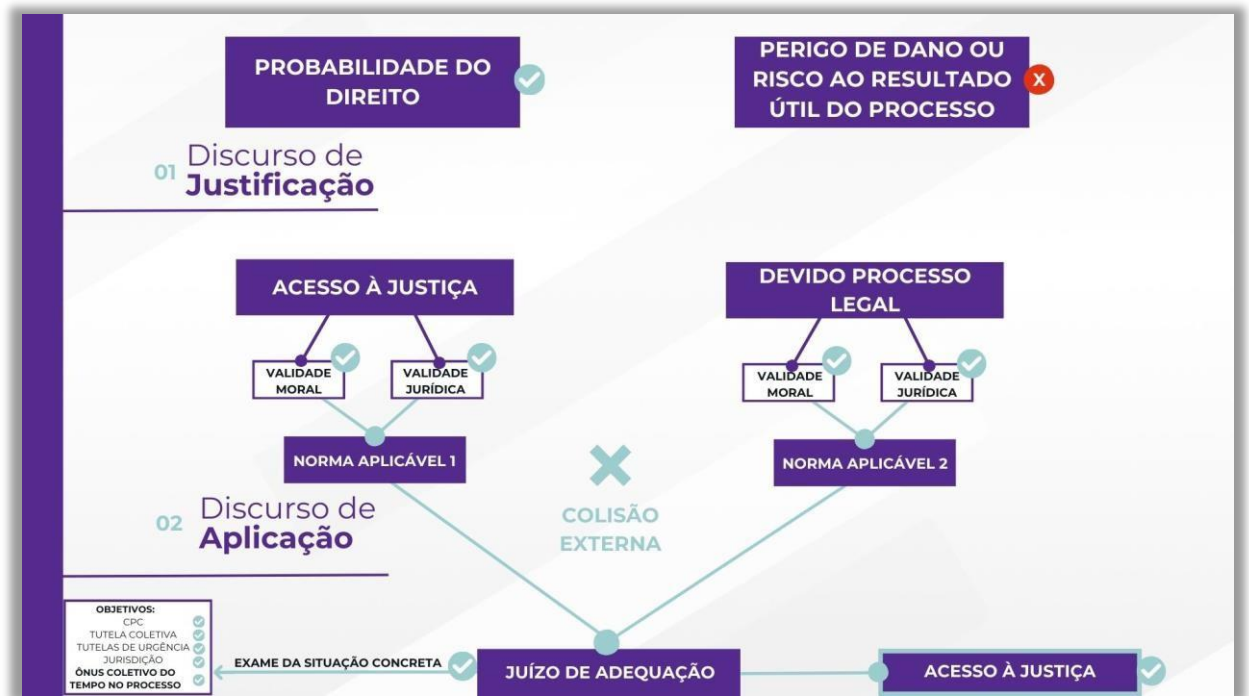 PROBABILIDADE DO
DIREITO
PERIGO DE DANO OU
RISCO AO RESULTADO
ÚTIL DO PROCESSO
X
01
Discurso de
Justificação
ACESSO À JUSTIÇA
VALIDADE
MORAL
VALIDADE
JURÍDICA
DEVIDO PROCESSO
LEGAL
VALIDADE
MORAL
VALIDADE
JURÍDICA
NORMA APLICÁVEL 1
NORMA APLICÁVEL 2
COLISÃO
EXTERNA
02
Discurso de
Aplicação
OBJETIVOS:
CPC
TUTELA COLETIVA
TUTELAS DE URGÊNCIA
JURISDIÇÃO
ÔNUS COLETIVO DO
TEMPO NO PROCESSO
EXAME DA SITUAÇÃO CONCRETA
JUÍZO DE ADEQUAÇÃO
ACESSO À JUSTIÇA